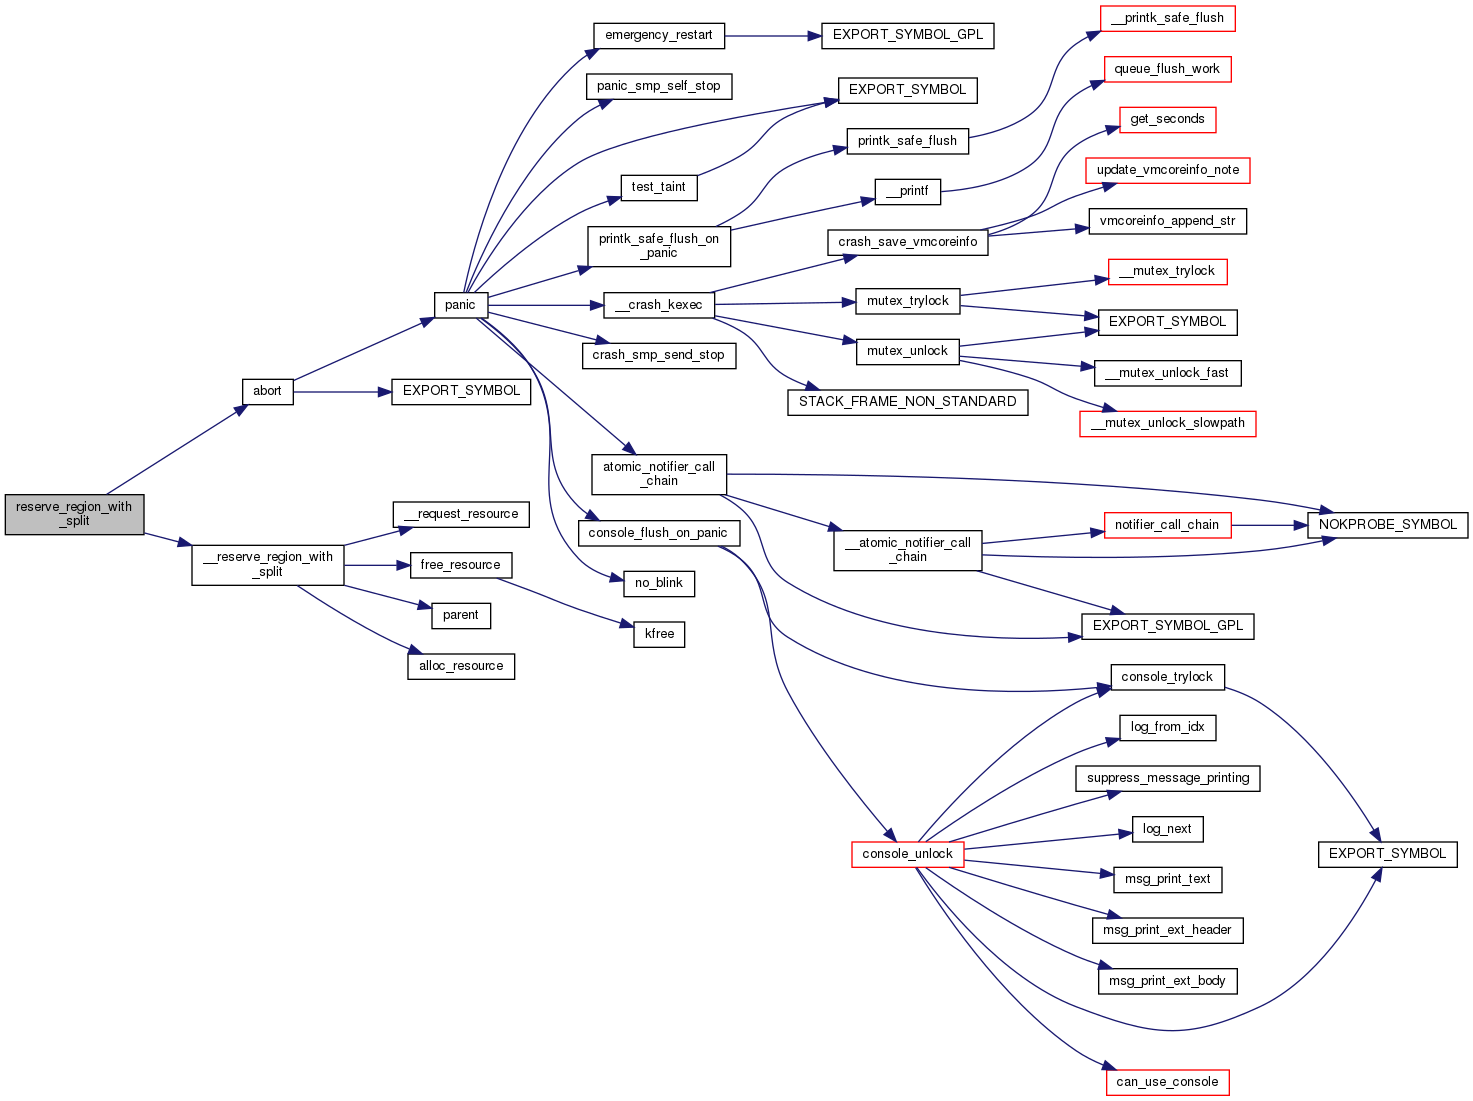 __printk_safe_flush
emergency_restart
EXPORT_SYMBOL_GPL
queue_flush_work
panic_smp_self_stop
EXPORT_SYMBOL
get_seconds
printk_safe_flush
update_vmcoreinfo_note
test_taint
__printf
vmcoreinfo_append_str
printk_safe_flush_on
_panic
crash_save_vmcoreinfo
__mutex_trylock
panic
__crash_kexec
mutex_trylock
EXPORT_SYMBOL
crash_smp_send_stop
mutex_unlock
__mutex_unlock_fast
abort
EXPORT_SYMBOL
STACK_FRAME_NON_STANDARD
__mutex_unlock_slowpath
atomic_notifier_call
_chain
reserve_region_with
_split
__request_resource
console_flush_on_panic
notifier_call_chain
NOKPROBE_SYMBOL
__atomic_notifier_call
_chain
__reserve_region_with
_split
free_resource
no_blink
parent
kfree
EXPORT_SYMBOL_GPL
alloc_resource
console_trylock
log_from_idx
suppress_message_printing
log_next
console_unlock
EXPORT_SYMBOL
msg_print_text
msg_print_ext_header
msg_print_ext_body
can_use_console